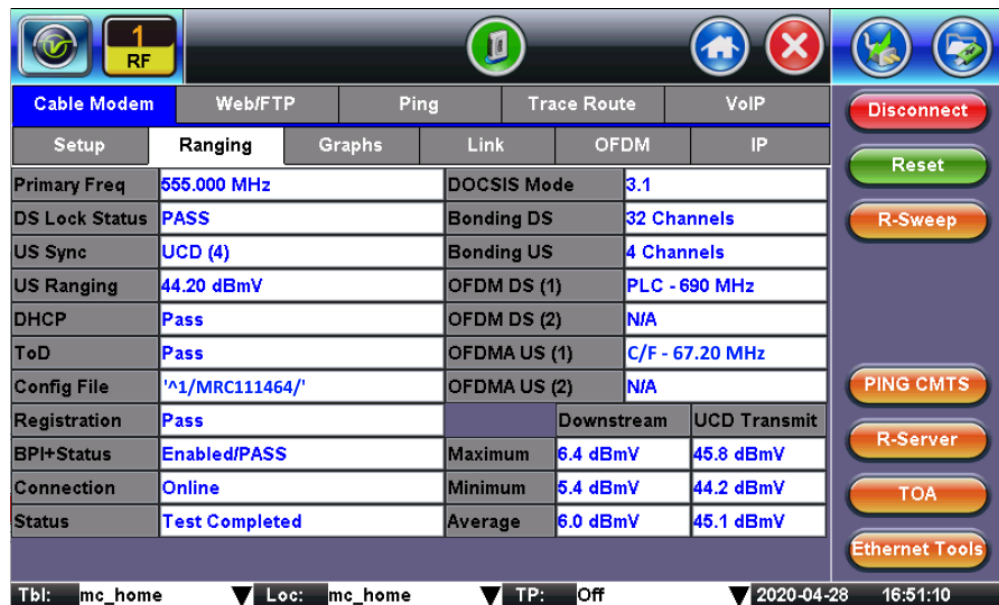 1
RF
Cable Modem Web/FTP Ping Trace Route VoIP
Setup Ranging Graphs Link OFDM IP
Primary Freq 555.000 MHz DOCSIS Mode 3.1
DS Lock Status PASS Bonding DS 32 Channels
US Sync UCD (4) Bonding US 4 Channels
US Ranging 44.20 dBmV OFDM DS (1) PLC - 690 MHz
DHCP Pass OFDM DS (2) N/A
ToD Pass OFDMA US (1) C/F - 67.20 MHz
Config File '^1/MRC111464/' OFDMA US (2) N/A
Registration Pass Downstream UCD Transmit
BPI+Status Enabled/PASS Maximum 6.4 dBmV 45.8 dBmV
Connection Online Minimum 5.4 dBmV 44.2 dBmV
Status Test Completed Average 6.0 dBmV 45.1 dBmV
Disconnect
Reset
R-Sweep
PING CMTS
R-Server
TOA
Ethernet Tools
Tbl: mc_home Loc: mc_home TP: Off 2020-04-28 16:51:10